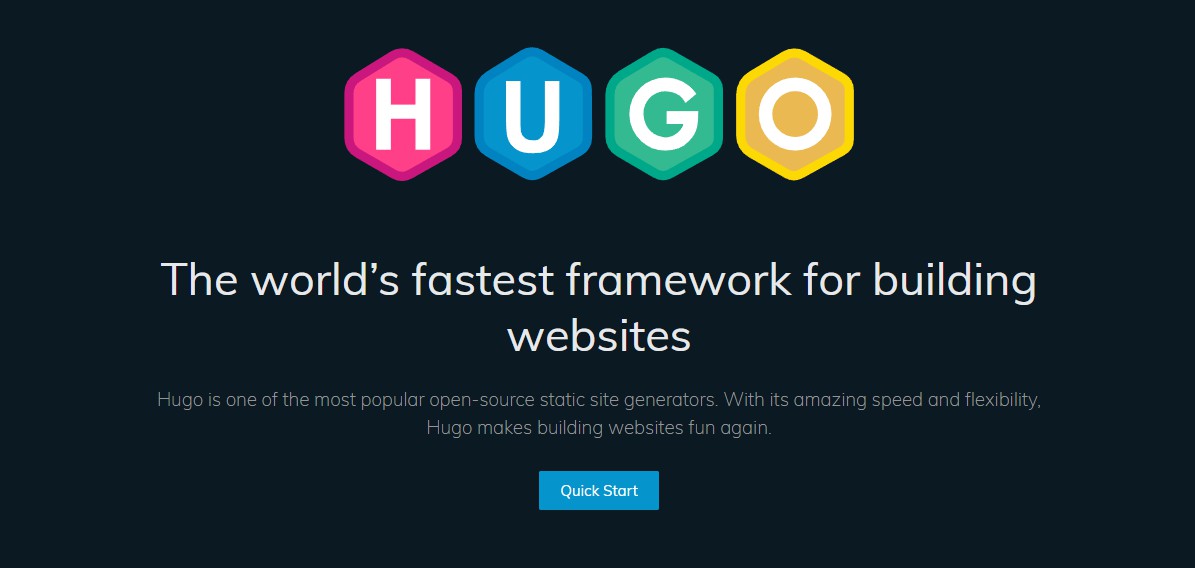 HUGO
The world’s fastest framework for building
websites
Hugo is one of the most popular open-source static site generators. With its amazing speed and flexibility,
Hugo makes building websites fun again.
Quick Start